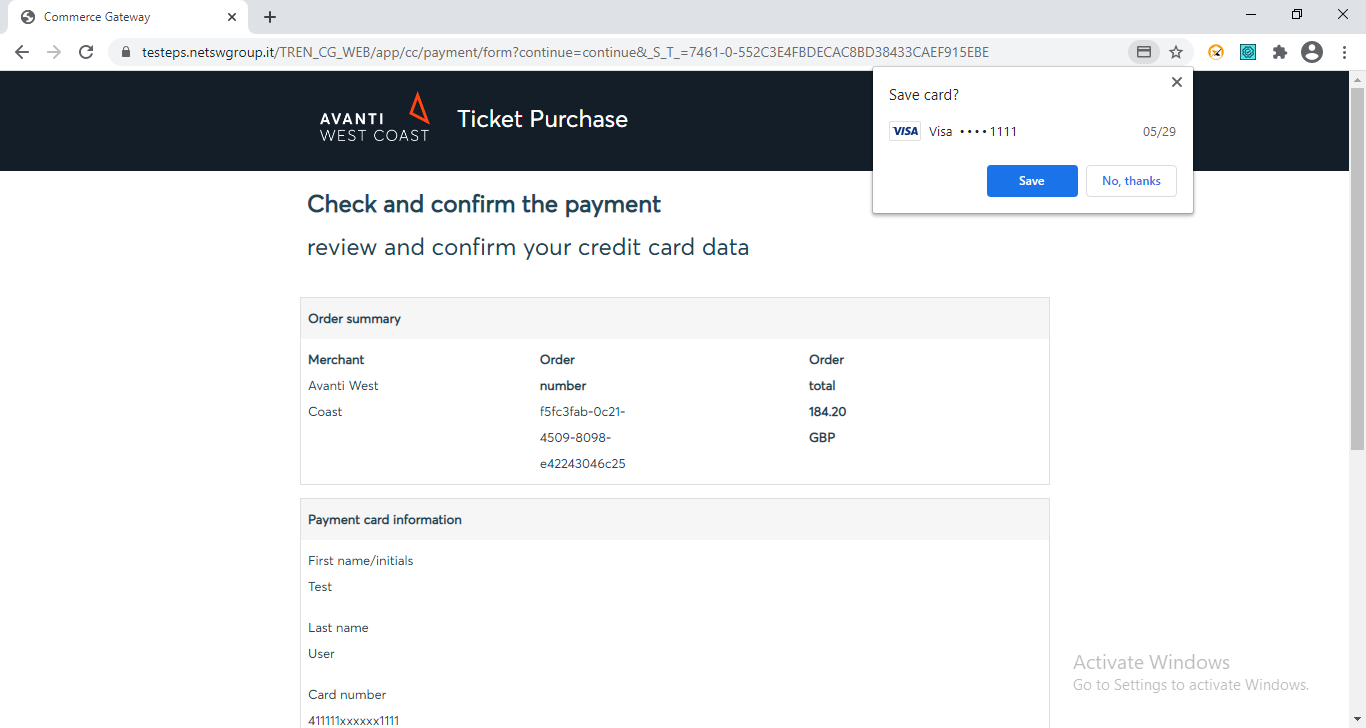 Commerce Gateway
testeps.netswgroup.it/TREN_CG_WEB/app/cc/payment/form?continue=continue&_S_T_=7461-0-552C3E4FBDECAC8BD38433CAEF915EBE
AVANTI
WEST COAST
Ticket Purchase
Save card?
VISA Visa •••• 1111 05/29
Save No, thanks
Check and confirm the payment
review and confirm your credit card data
Order summary
Merchant
Avanti West
Coast
Order
number
f5fc3fab-0c21-
4509-8098-
e42243046c25
Order
total
184.20
GBP
Payment card information
First name/initials
Test
Last name
User
Card number
411111xxxxxx1111
Activate Windows
Go to Settings to activate Windows.